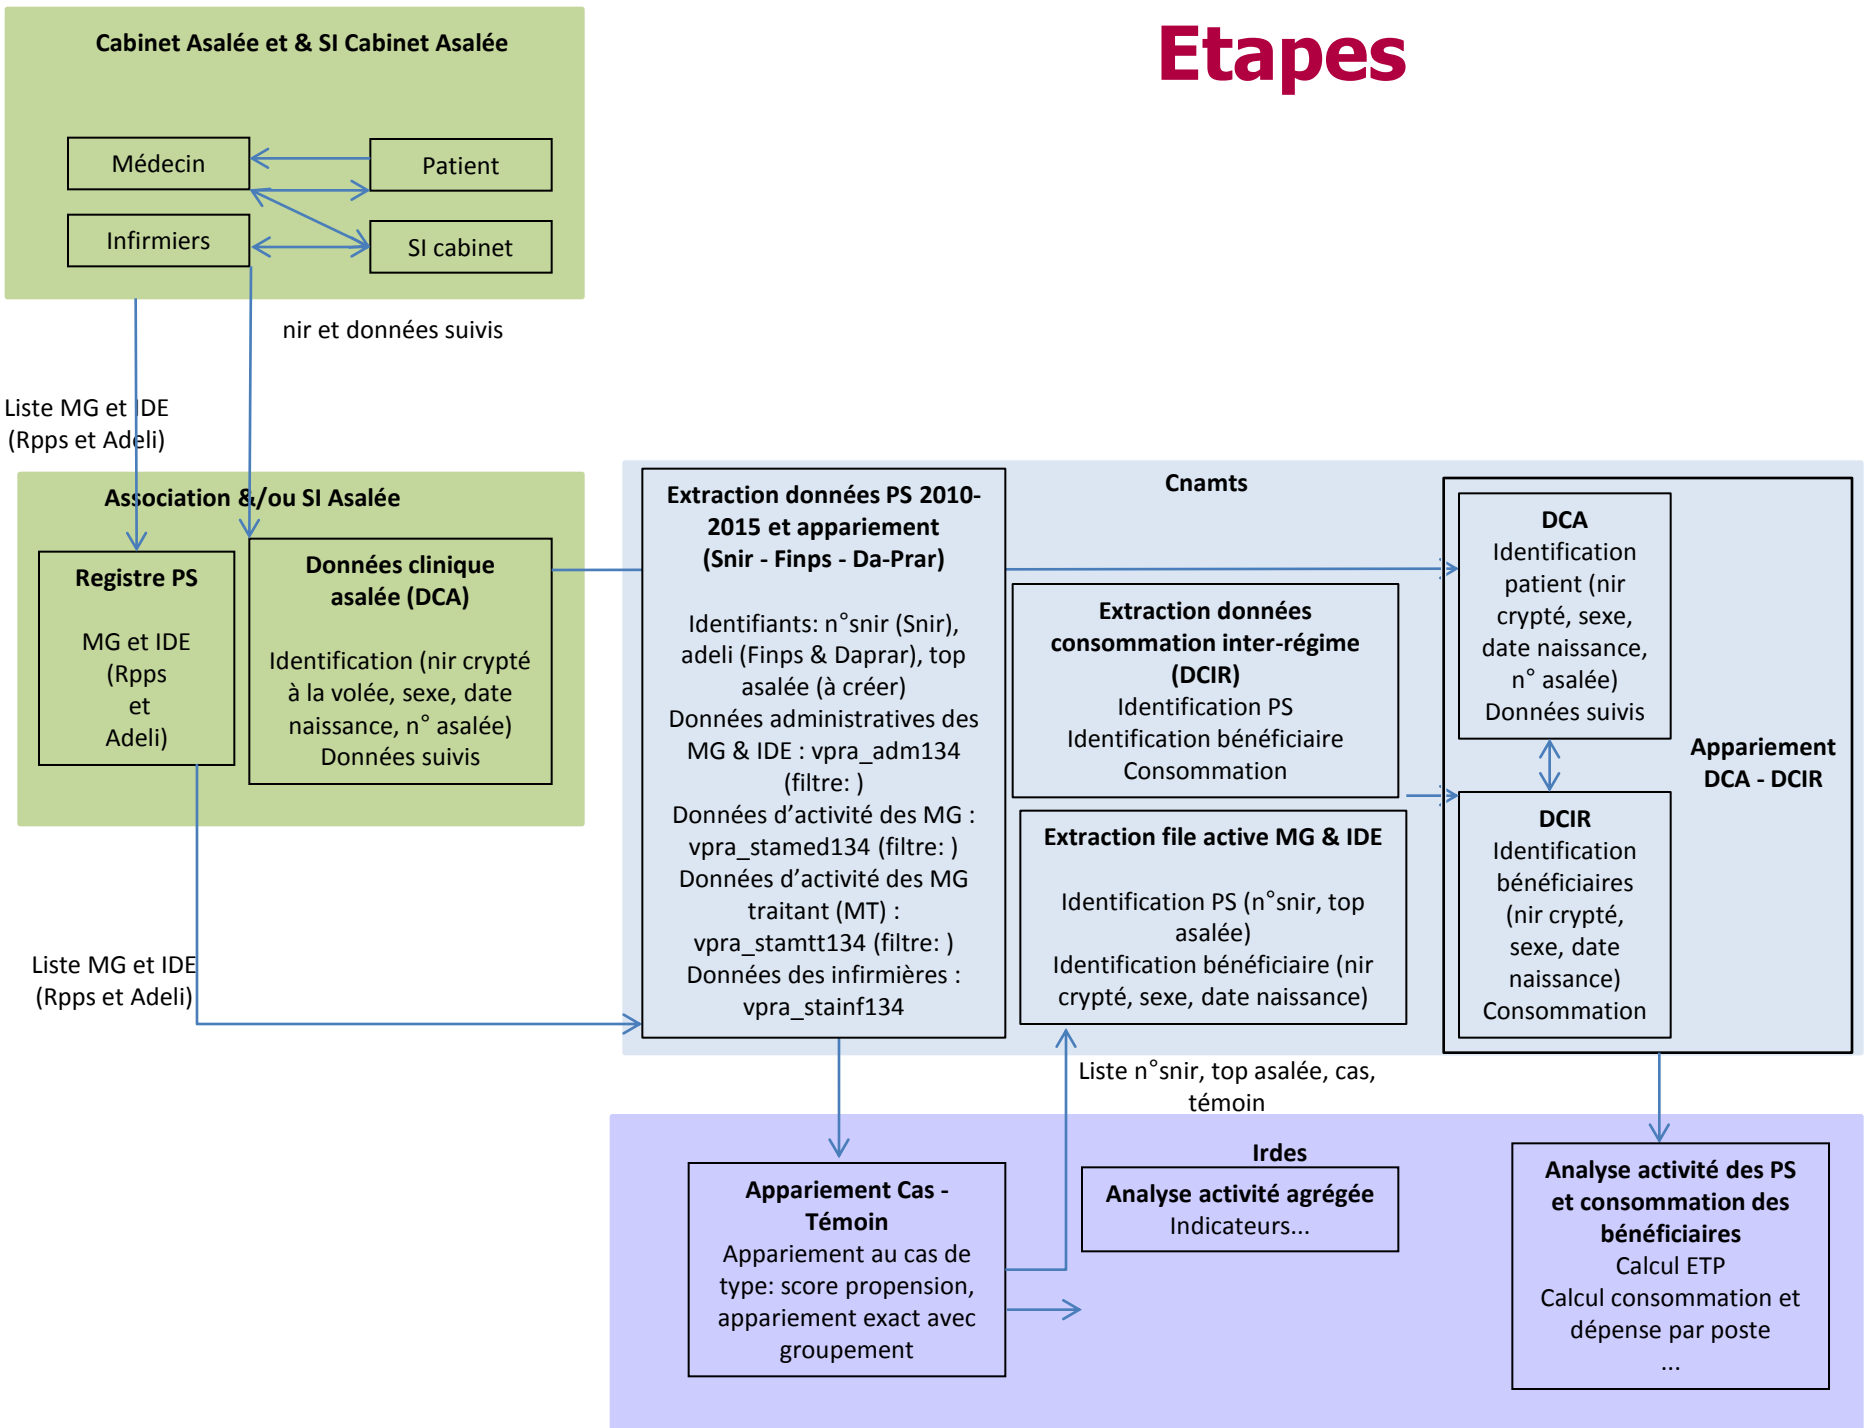 Etapes
Cabinet Asalée et & SI Cabinet Asalée
Médecin
Patient
Infirmiers
SI cabinet
nir et données suivis
Liste MG et IDE
(Rpps et Adeli)
Association &/ou SI Asalée
Registre PS
MG et IDE
(Rpps
et
Adeli)
Données clinique
asalée (DCA)
Identification (nir crypté
à la volée, sexe, date
naissance, n° asalée)
Données suivis
Liste MG et IDE
(Rpps et Adeli)
Cnamts
Extraction données PS 2010-
2015 et appariement
(Snir - Finps - Da-Prar)
Identifiants: n°snir (Snir),
adeli (Finps & Daprar), top
asalée (à créer)
Données administratives des
MG & IDE : vpra_adm134
(filtre: )
Données d’activité des MG :
vpra_stamed134 (filtre: )
Données d’activité des MG
traitant (MT) :
vpra_stamtt134 (filtre: )
Données des infirmières :
vpra_stainf134
Extraction données
consommation inter-régime
(DCIR)
Identification PS
Identification bénéficiaire
Consommation
Extraction file active MG & IDE
Identification PS (n°snir, top
asalée)
Identification bénéficiaire (nir
crypté, sexe, date naissance)
DCA
Identification
patient (nir
crypté, sexe,
date naissance,
n° asalée)
Données suivis
Appariement
DCA - DCIR
DCIR
Identification
bénéficiaires
(nir crypté,
sexe, date
naissance)
Consommation
Liste n°snir, top asalée, cas,
témoin
Irdes
Appariement Cas -
Témoin
Appariement au cas de
type: score propension,
appariement exact avec
groupement
Analyse activité agrégée
Indicateurs...
Analyse activité des PS
et consommation des
bénéficiaires
Calcul ETP
Calcul consommation et
dépense par poste
...